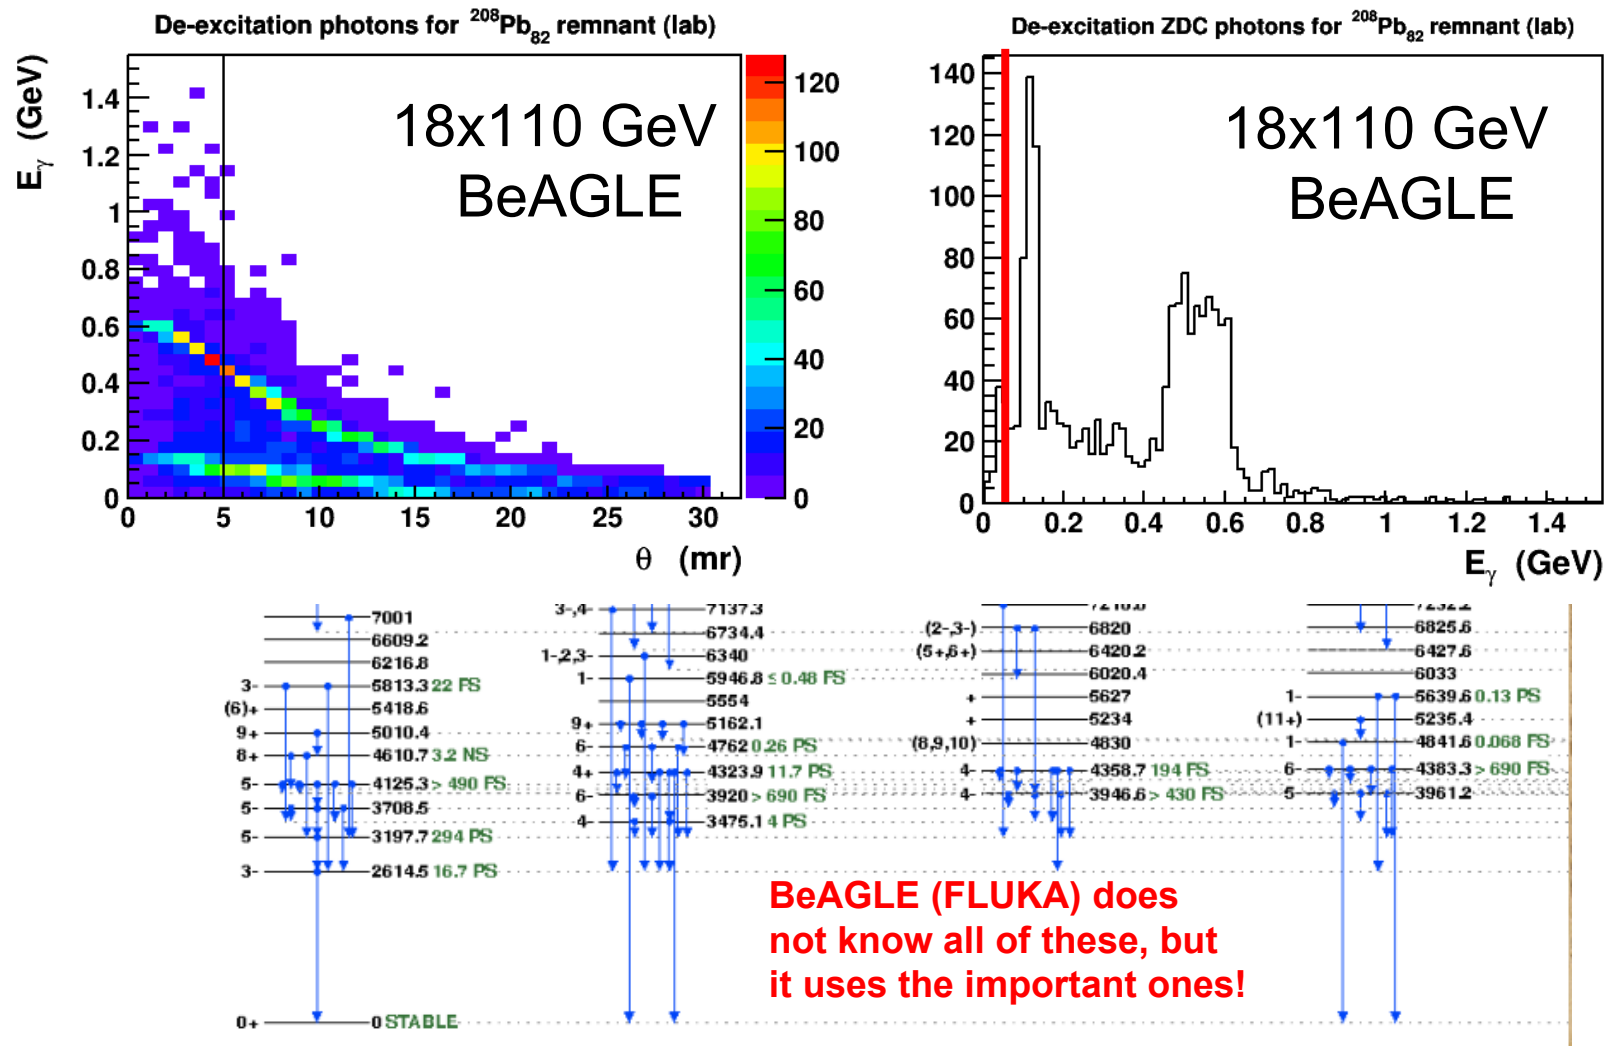 De-excitation photons for ²⁰⁸Pb₈₂ remnant (lab)
E_γ (GeV)
18x110 GeV
BeAGLE
1.4
1.2
1
0.8
0.6
0.4
0.2
0
0 5 10 15 20 25 30
θ (mr)
120
100
80
60
40
20
0
De-excitation ZDC photons for ²⁰⁸Pb₈₂ remnant (lab)
18x110 GeV
BeAGLE
140
120
100
80
60
40
20
0
0 0.2 0.4 0.6 0.8 1 1.2 1.4
E_γ (GeV)
7001
6609.2
6216.8
3- 5813.3 22 FS
(6)+ 5418.6
9+ 5010.4
8+ 4610.7 3.2 NS
5- 4125.3 > 490 FS
5- 3708.5
5- 3197.7 294 PS
3- 2614.5 16.7 PS
0+ 0 STABLE
3-,4- 7137.3
6734.4
1-,2,3- 6340
1- 5946.8 ≤ 0.48 FS
5554
9+ 5162.1
6- 4762 0.26 PS
4+ 4323.9 11.7 PS
6- 3920 > 690 FS
4- 3475.1 4 PS
(2-,3-) 6820
(5+,6+) 6420.2
6020.4
+ 5627
+ 5234
(8,9,10) 4830
4- 4358.7 194 FS
4- 3946.6 > 430 FS
6825.6
6427.6
6033
1- 5639.6 0.13 PS
(11+) 5235.4
1- 4841.6 0.068 FS
6- 4383.3 > 690 FS
5- 3961.2
BeAGLE (FLUKA) does
not know all of these, but
it uses the important ones!